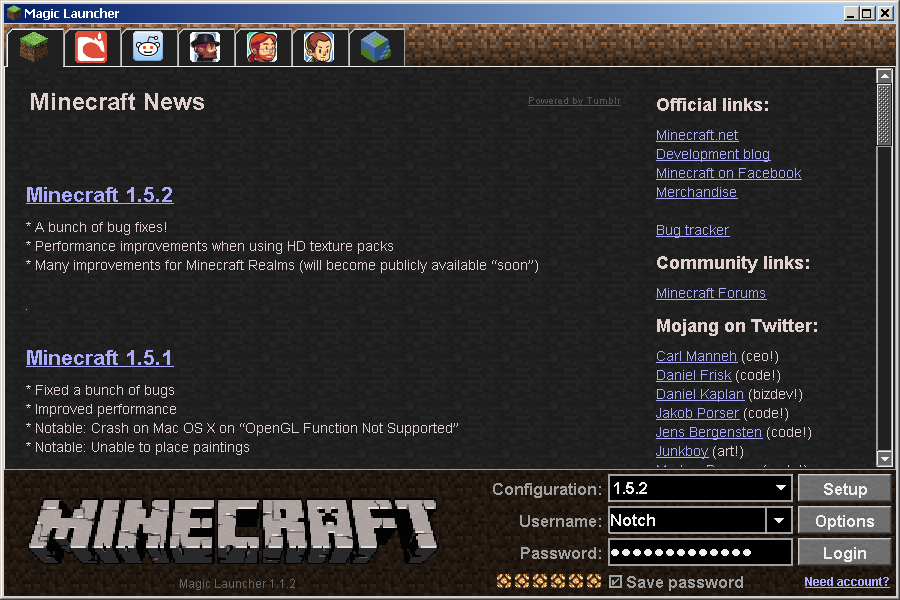 Magic Launcher
Minecraft News
Powered by Tumblr
Minecraft 1.5.2
* A bunch of bug fixes!
* Performance improvements when using HD texture packs
* Many improvements for Minecraft Realms (will become publicly available “soon”)
.
Minecraft 1.5.1
* Fixed a bunch of bugs
* Improved performance
* Notable: Crash on Mac OS X on “OpenGL Function Not Supported”
* Notable: Unable to place paintings
Official links:
Minecraft.net
Development blog
Minecraft on Facebook
Merchandise
Bug tracker
Community links:
Minecraft Forums
Mojang on Twitter:
Carl Manneh (ceo!)
Daniel Frisk (code!)
Daniel Kaplan (bizdev!)
Jakob Porser (code!)
Jens Bergensten (code!)
Junkboy (art!)
MINECRAFT
Magic Launcher 1.1.2
Configuration: 1.5.2 Setup
Username: Notch Options
Password: ●●●●●●●●●●●●● Login
Save password
Need account?